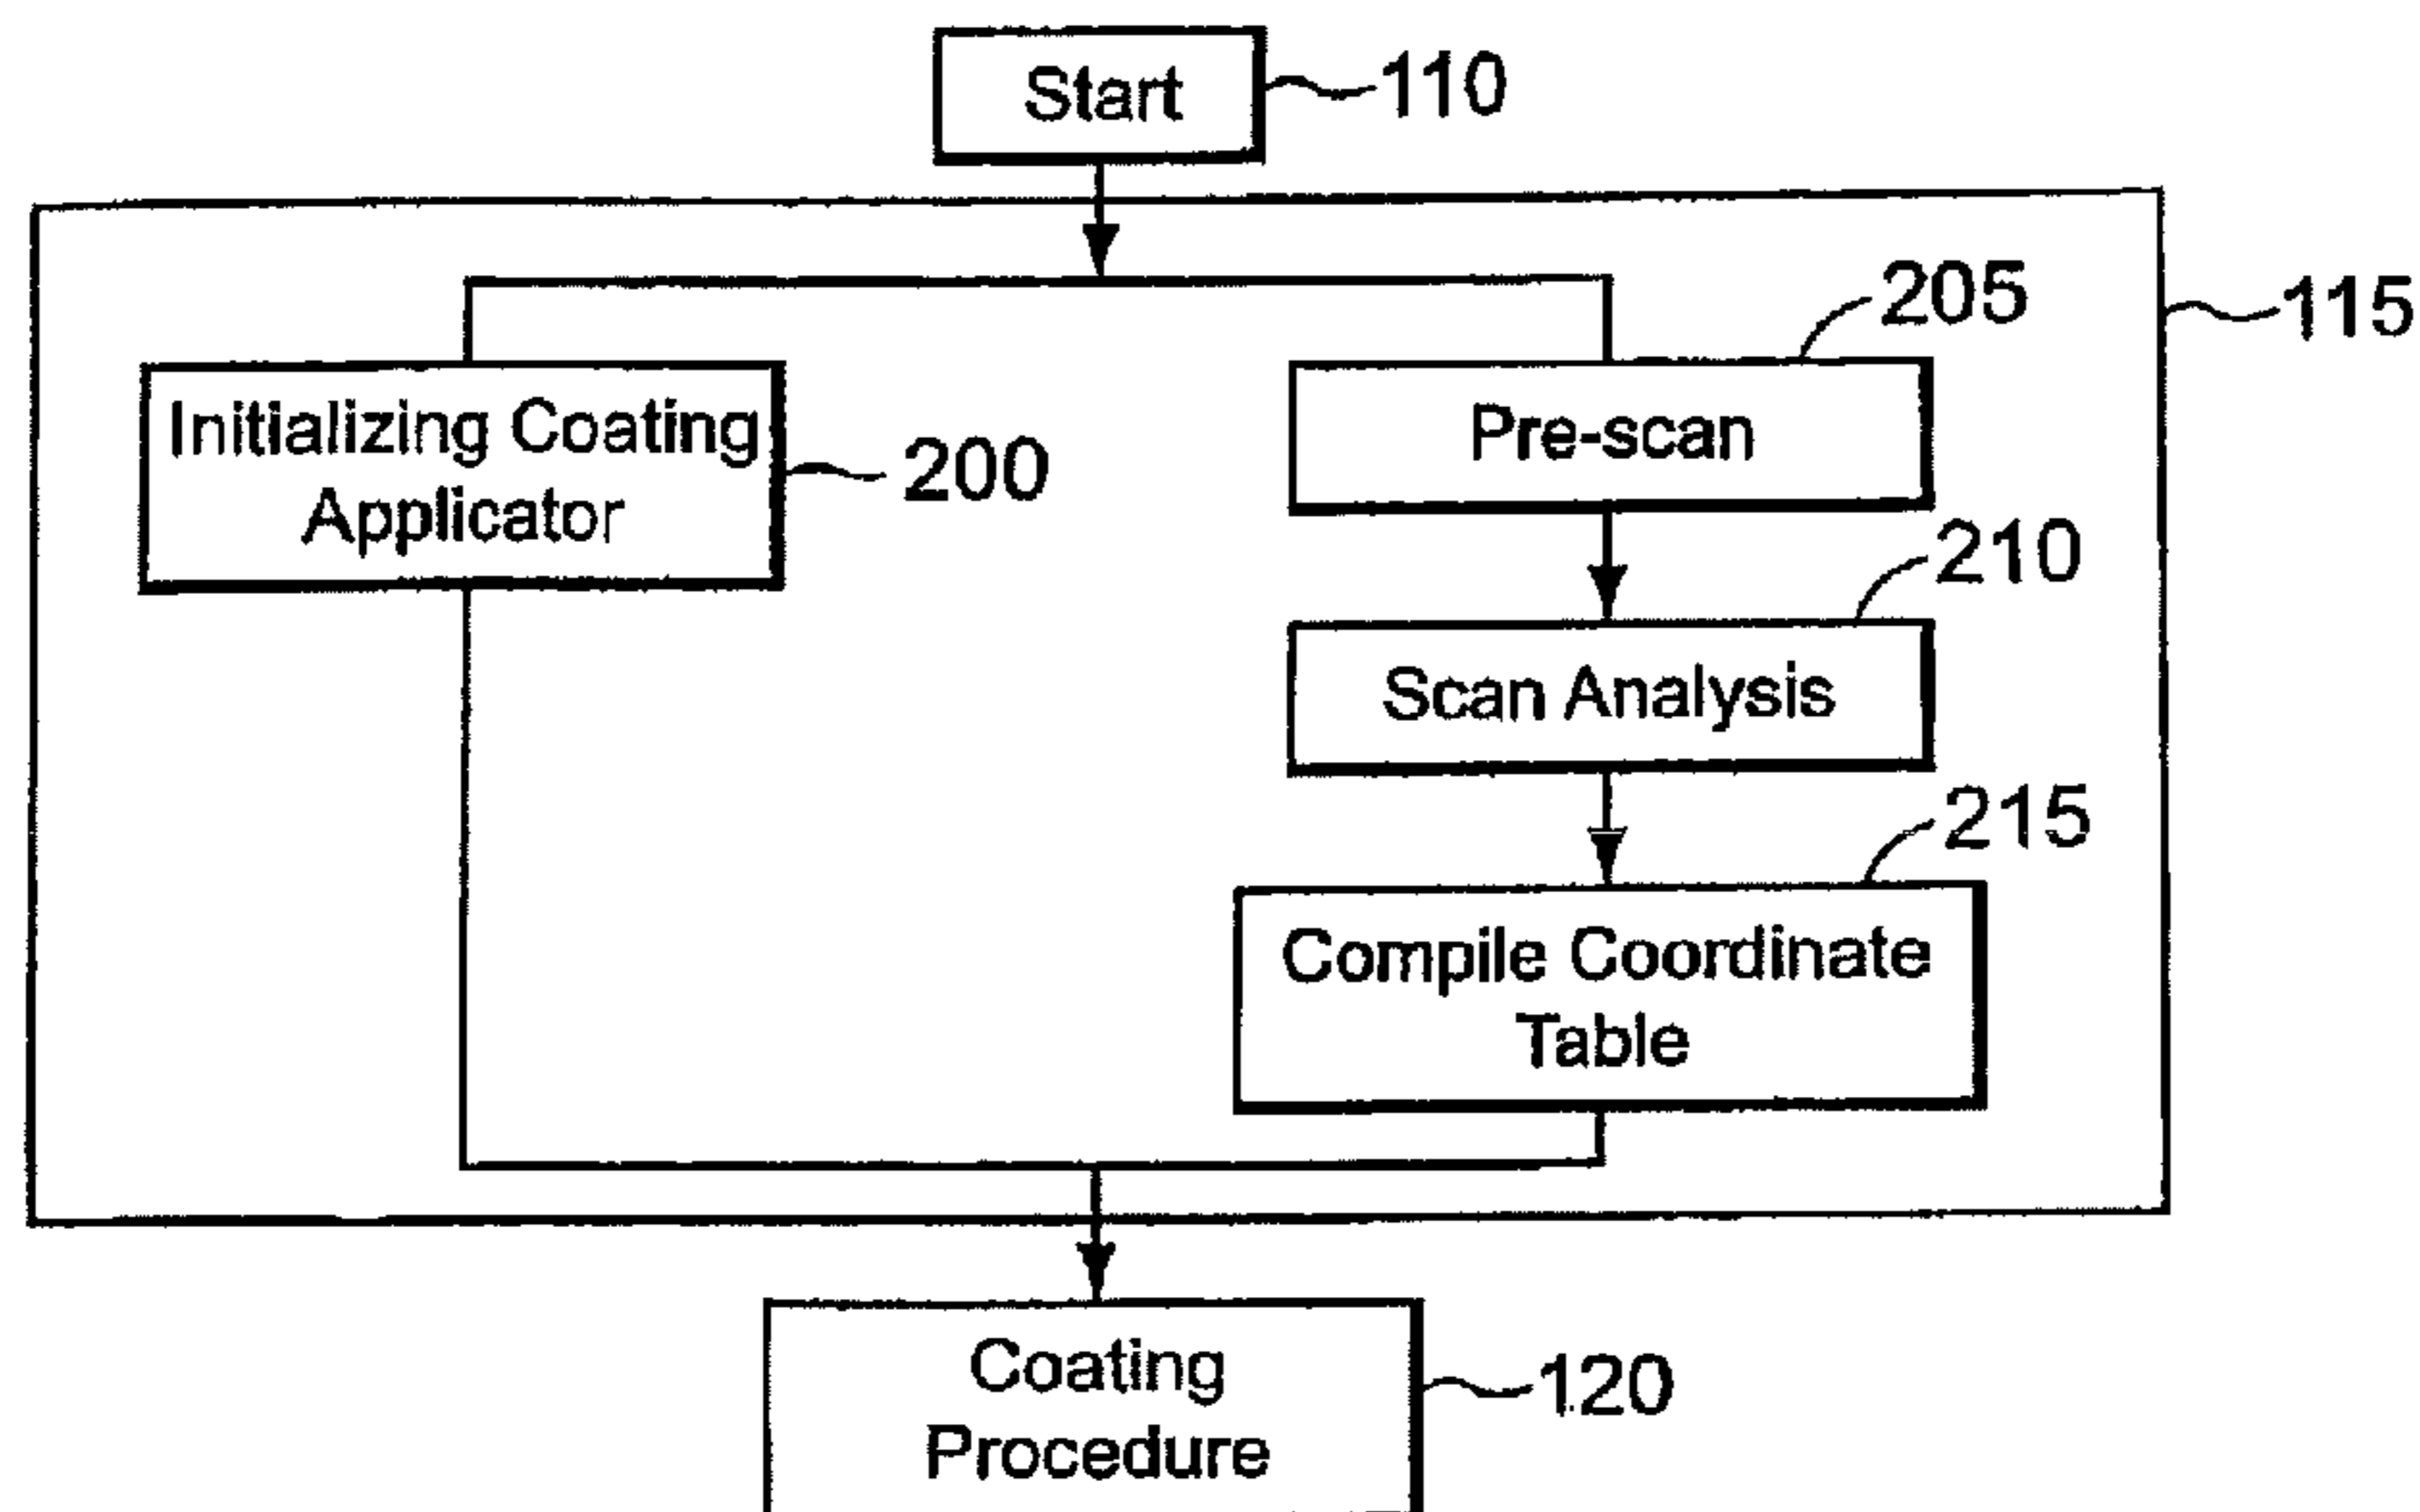 Start
110
205
115
Initializing Coating
Applicator
200
Pre-scan
210
Scan Analysis
215
Compile Coordinate
Table
Coating
Procedure
120